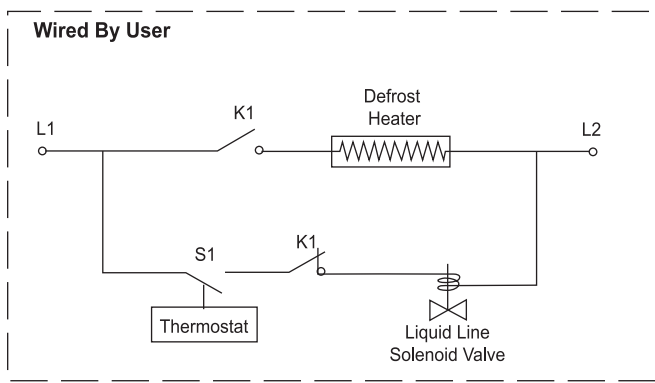 Wired By User
Defrost
Heater
K1
L1
L2
S1
K1
Thermostat
Liquid Line
Solenoid Valve